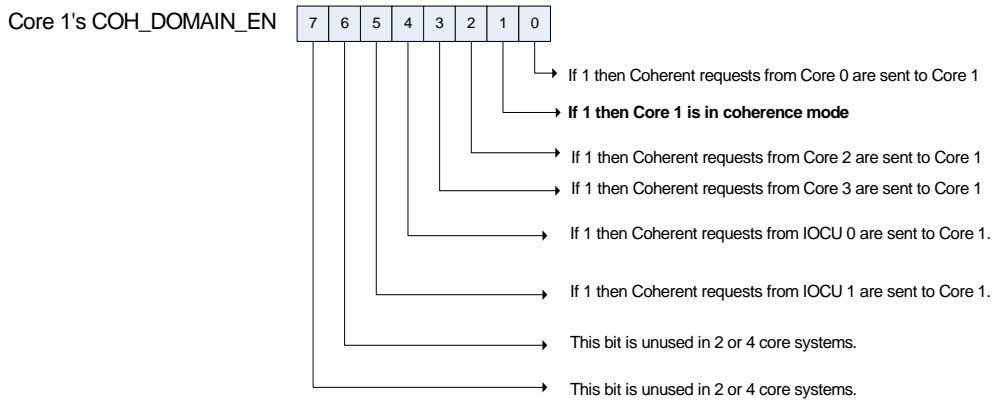 Core 1's COH_DOMAIN_EN 7 6 5 4 3 2 1 0
If 1 then Coherent requests from Core 0 are sent to Core 1
If 1 then Core 1 is in coherence mode
If 1 then Coherent requests from Core 2 are sent to Core 1
If 1 then Coherent requests from Core 3 are sent to Core 1
If 1 then Coherent requests from IOCU 0 are sent to Core 1.
If 1 then Coherent requests from IOCU 1 are sent to Core 1.
This bit is unused in 2 or 4 core systems.
This bit is unused in 2 or 4 core systems.